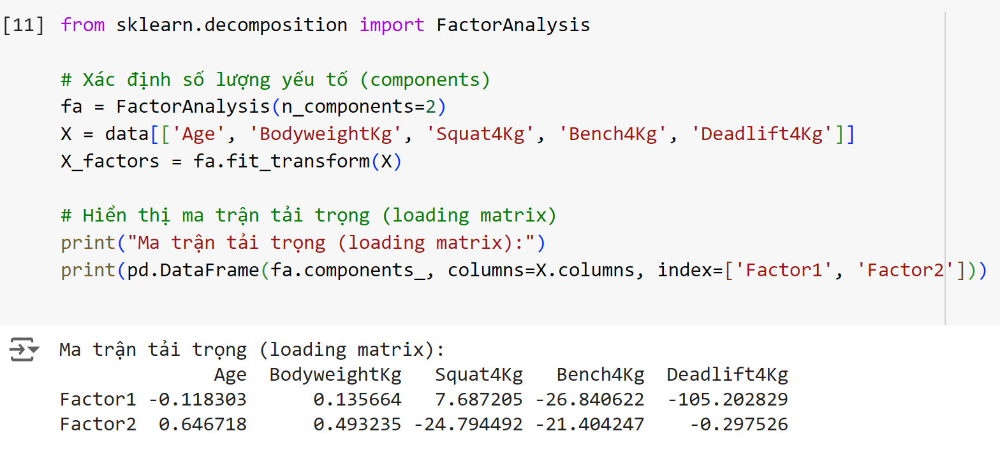 [11] from sklearn.decomposition import FactorAnalysis
# Xác định số lượng yếu tố (components)
fa = FactorAnalysis(n_components=2)
X = data[['Age', 'BodyweightKg', 'Squat4Kg', 'Bench4Kg', 'Deadlift4Kg']]
X_factors = fa.fit_transform(X)
# Hiển thị ma trận tải trọng (loading matrix)
print("Ma trận tải trọng (loading matrix):")
print(pd.DataFrame(fa.components_, columns=X.columns, index=['Factor1', 'Factor2']))
Ma trận tải trọng (loading matrix):
Age BodyweightKg Squat4Kg Bench4Kg Deadlift4Kg
Factor1 -0.118303 0.135664 7.687205 -26.840622 -105.202829
Factor2 0.646718 0.493235 -24.794492 -21.404247 -0.297526